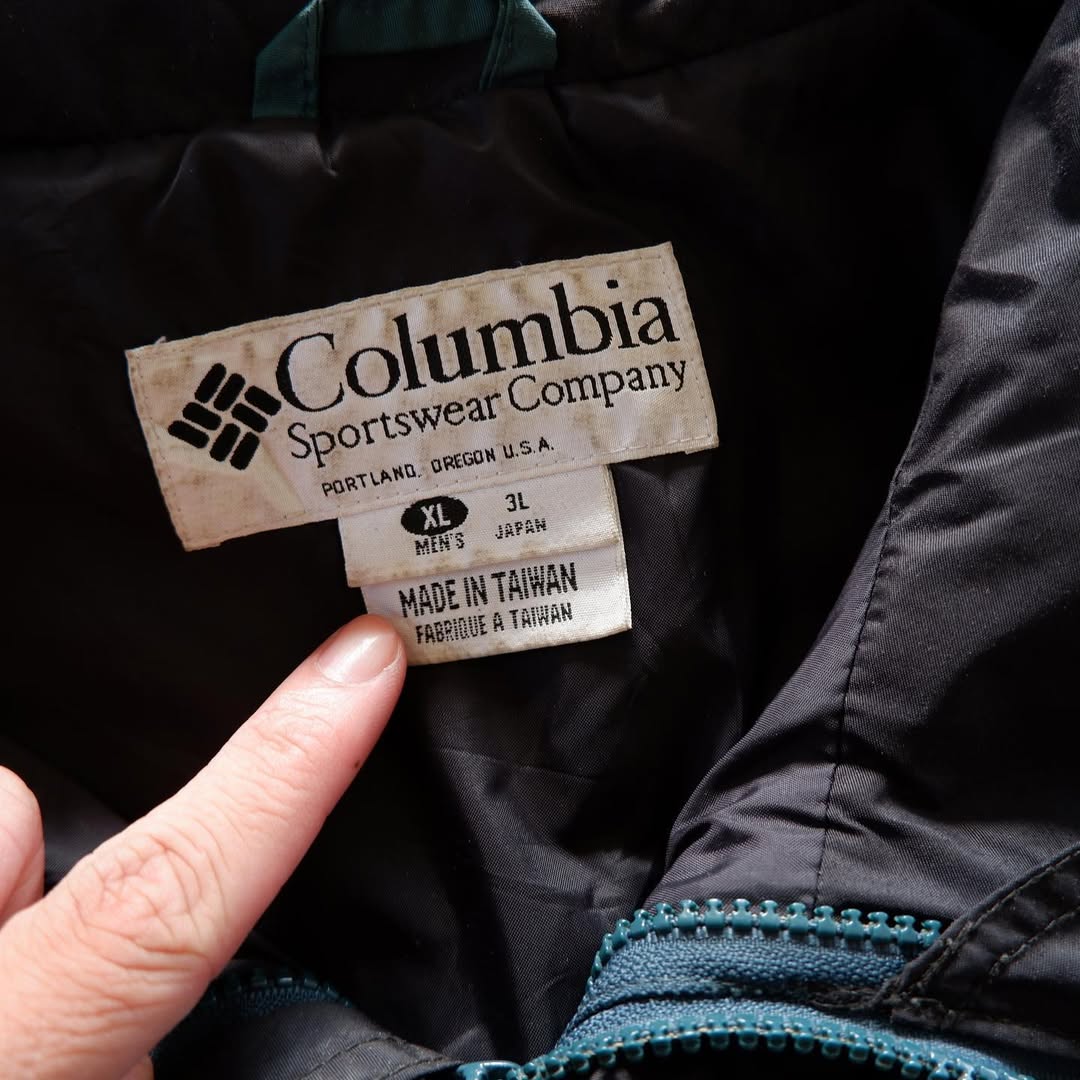 Columbia
Sportswear Company
PORTLAND, OREGON U.S.A.
XL 3L
MEN'S JAPAN
MADE IN TAIWAN
FABRIQUE A TAIWAN